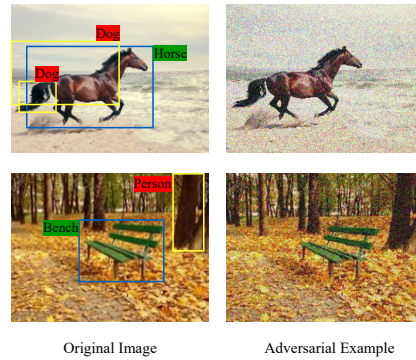 Dog
Horse
Dog
Person
Bench
Original Image
Adversarial Example